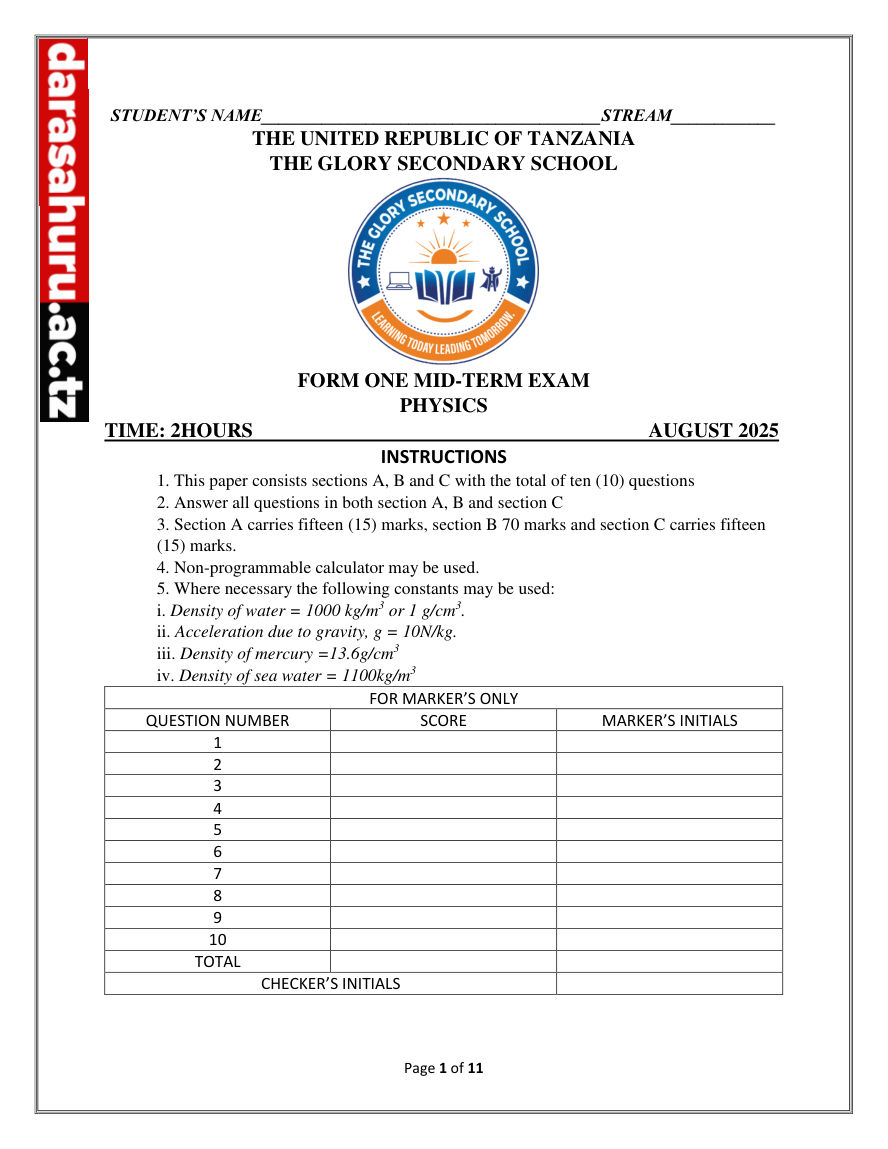 darasahuru.ac.tz
STUDENT’S NAME______________________________________STREAM____________
THE UNITED REPUBLIC OF TANZANIA
THE GLORY SECONDARY SCHOOL
THE GLORY SECONDARY SCHOOL
LEARNING TODAY LEADING TOMORROW.
FORM ONE MID-TERM EXAM
PHYSICS
TIME: 2HOURS AUGUST 2025
INSTRUCTIONS
1. This paper consists sections A, B and C with the total of ten (10) questions
2. Answer all questions in both section A, B and section C
3. Section A carries fifteen (15) marks, section B 70 marks and section C carries fifteen
(15) marks.
4. Non-programmable calculator may be used.
5. Where necessary the following constants may be used:
i. Density of water = 1000 kg/m³ or 1 g/cm³.
ii. Acceleration due to gravity, g = 10N/kg.
iii. Density of mercury =13.6g/cm³
iv. Density of sea water = 1100kg/m³
FOR MARKER’S ONLY
QUESTION NUMBER SCORE MARKER’S INITIALS
1
2
3
4
5
6
7
8
9
10
TOTAL
CHECKER’S INITIALS
Page 1 of 11